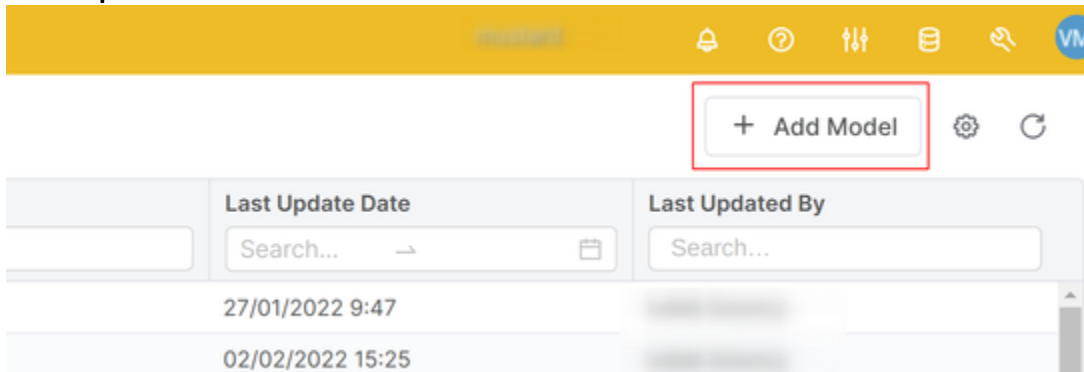 VM
+ Add Model
Last Update Date Last Updated By
Search... Search...
27/01/2022 9:47
02/02/2022 15:25